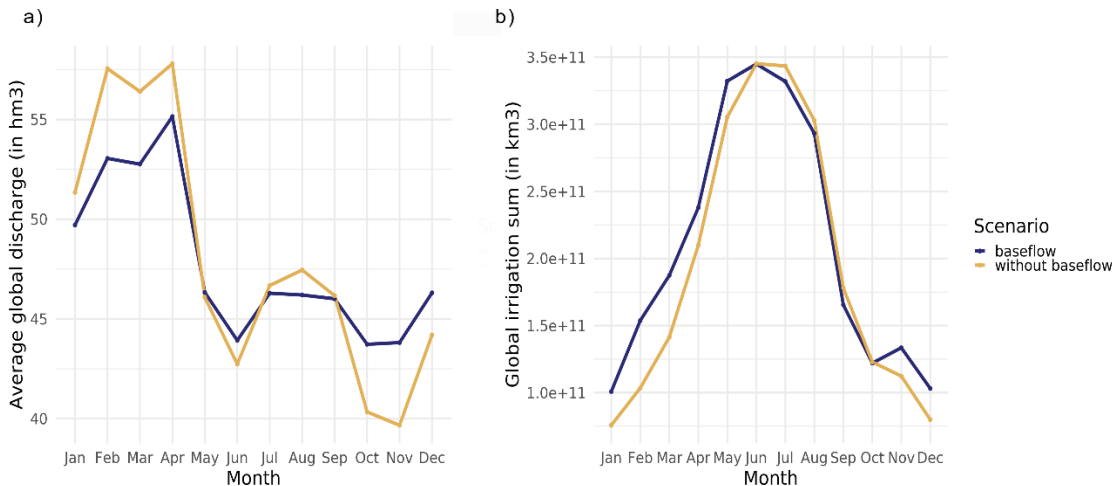 a)
Average global discharge (in hm3)
55
50
45
40
Jan Feb Mar Apr May Jun Jul Aug Sep Oct Nov Dec
Month
b)
Global irrigation sum (in km3)
3.5e+11
3.0e+11
2.5e+11
2.0e+11
1.5e+11
1.0e+11
Jan Feb Mar Apr May Jun Jul Aug Sep Oct Nov Dec
Month
Scenario
baseflow
without baseflow